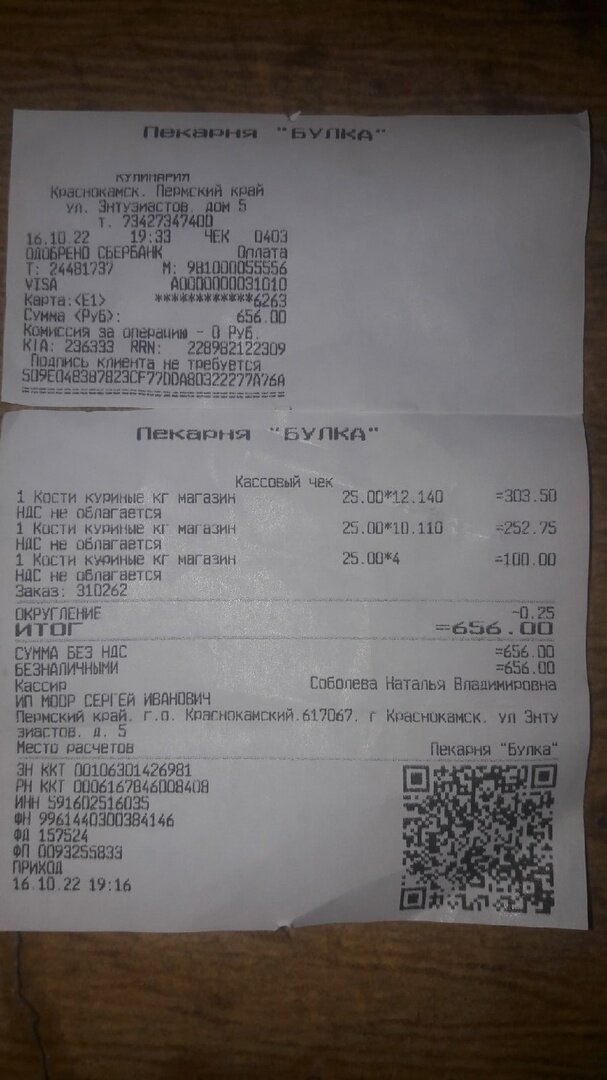 Пекарня "БУЛКА"
КУЛИНАРИЯ
Краснокамск. Пермский край
ул. Энтузиастов, дом 5
т. 73427347400
16.10.22 19:33 ЧЕК 0403
ОДОБРЕНО СБЕРБАНК Оплата
Т: 24481737 М: 981000055556
VISA A0000000031010
Карта:<E1> ************6263
Сумма <Руб>: 656.00
Комиссия за операцию - 0 Руб.
KIA: 236333 RRN: 228982122309
Подпись клиента не требуется
509E048387823CF77DDA80322277A76A
================================
Пекарня "БУЛКА"
Кассовый чек
1 Кости куриные кг магазин 25.00*12.140 =303.50
НДС не облагается
1 Кости куриные кг магазин 25.00*10.110 =252.75
НДС не облагается
1 Кости куриные кг магазин 25.00*4 =100.00
НДС не облагается
Заказ: 310262
ОКРУГЛЕНИЕ -0.25
ИТОГ =656.00
СУММА БЕЗ НДС =656.00
БЕЗНАЛИЧНЫМИ =656.00
Кассир Соболева Наталья Владимировна
ИП МООР СЕРГЕЙ ИВАНОВИЧ
Пермский край, г.о. Краснокамский,617067, г Краснокамск, ул Энту
зиастов, д. 5
Место расчетов Пекарня "Булка"
ЗН ККТ 00106301426981
РН ККТ 0006167846008408
ИНН 591602516035
ФН 9961440300384146
ФД 157524
ФП 0093255833
ПРИХОД
16.10.22 19:16